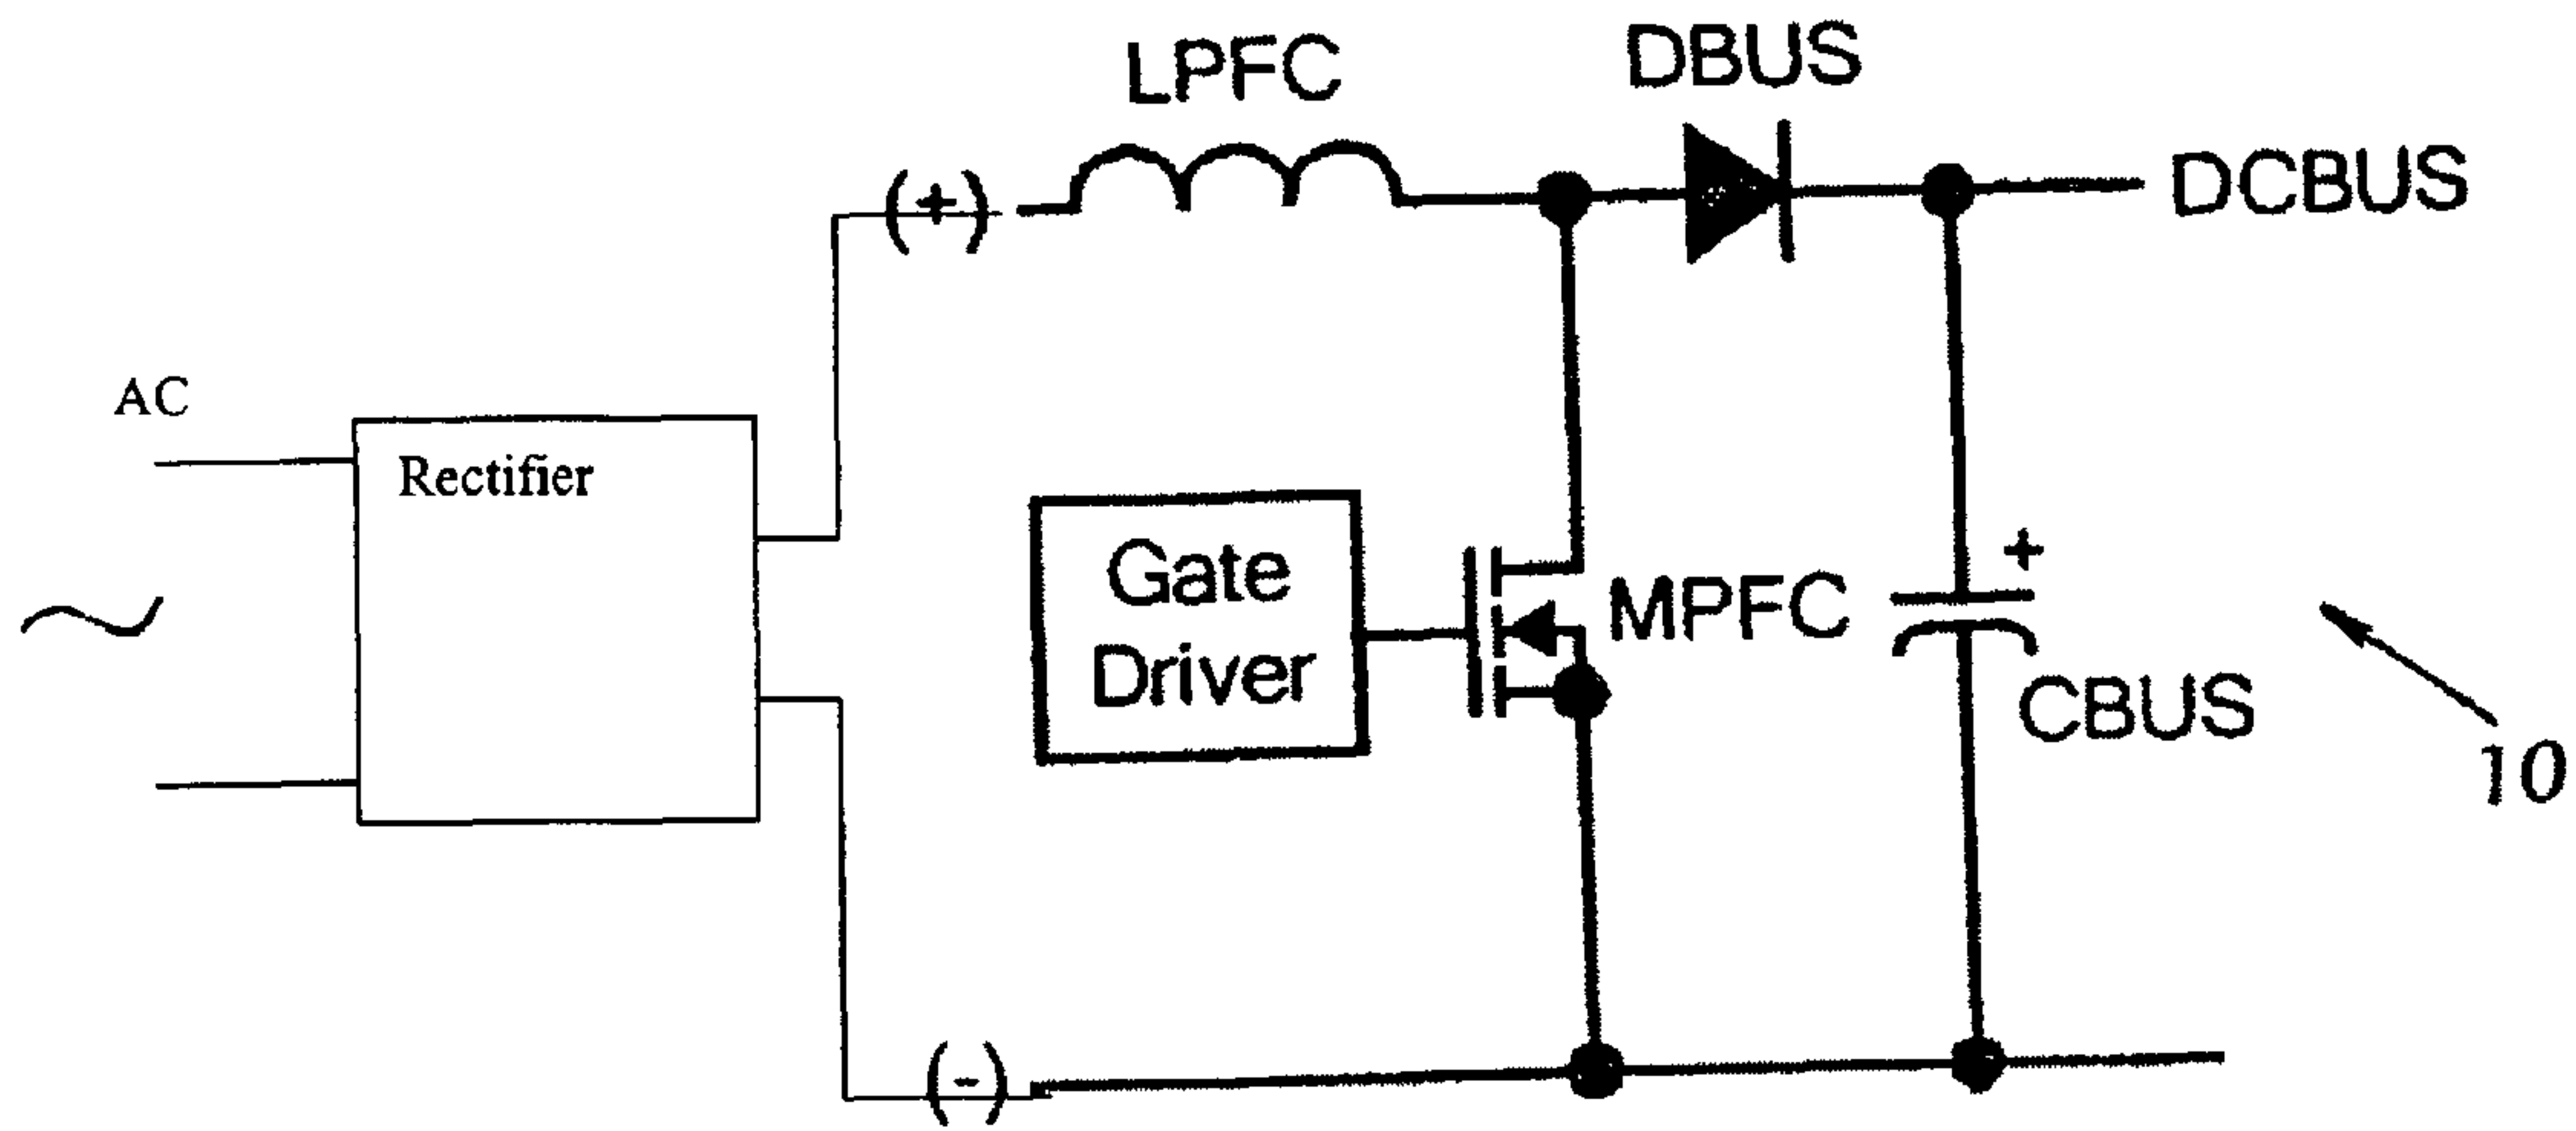 LPFC
DBUS
(+)
DCBUS
AC
Rectifier
Gate
Driver
MPFC
+
CBUS
10
(-)